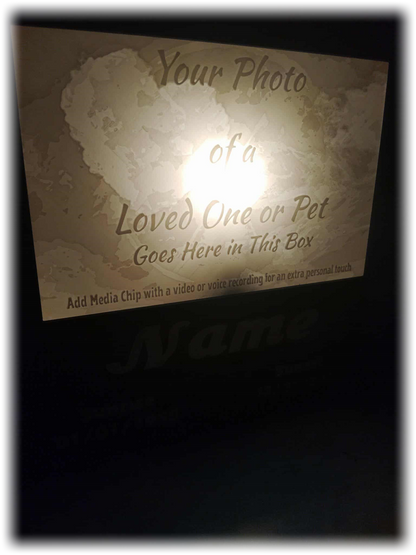 Your Photo
of a
Loved One or Pet
Goes Here in This Box
Add Media Chip with a video or voice recording for an extra personal touch
Name